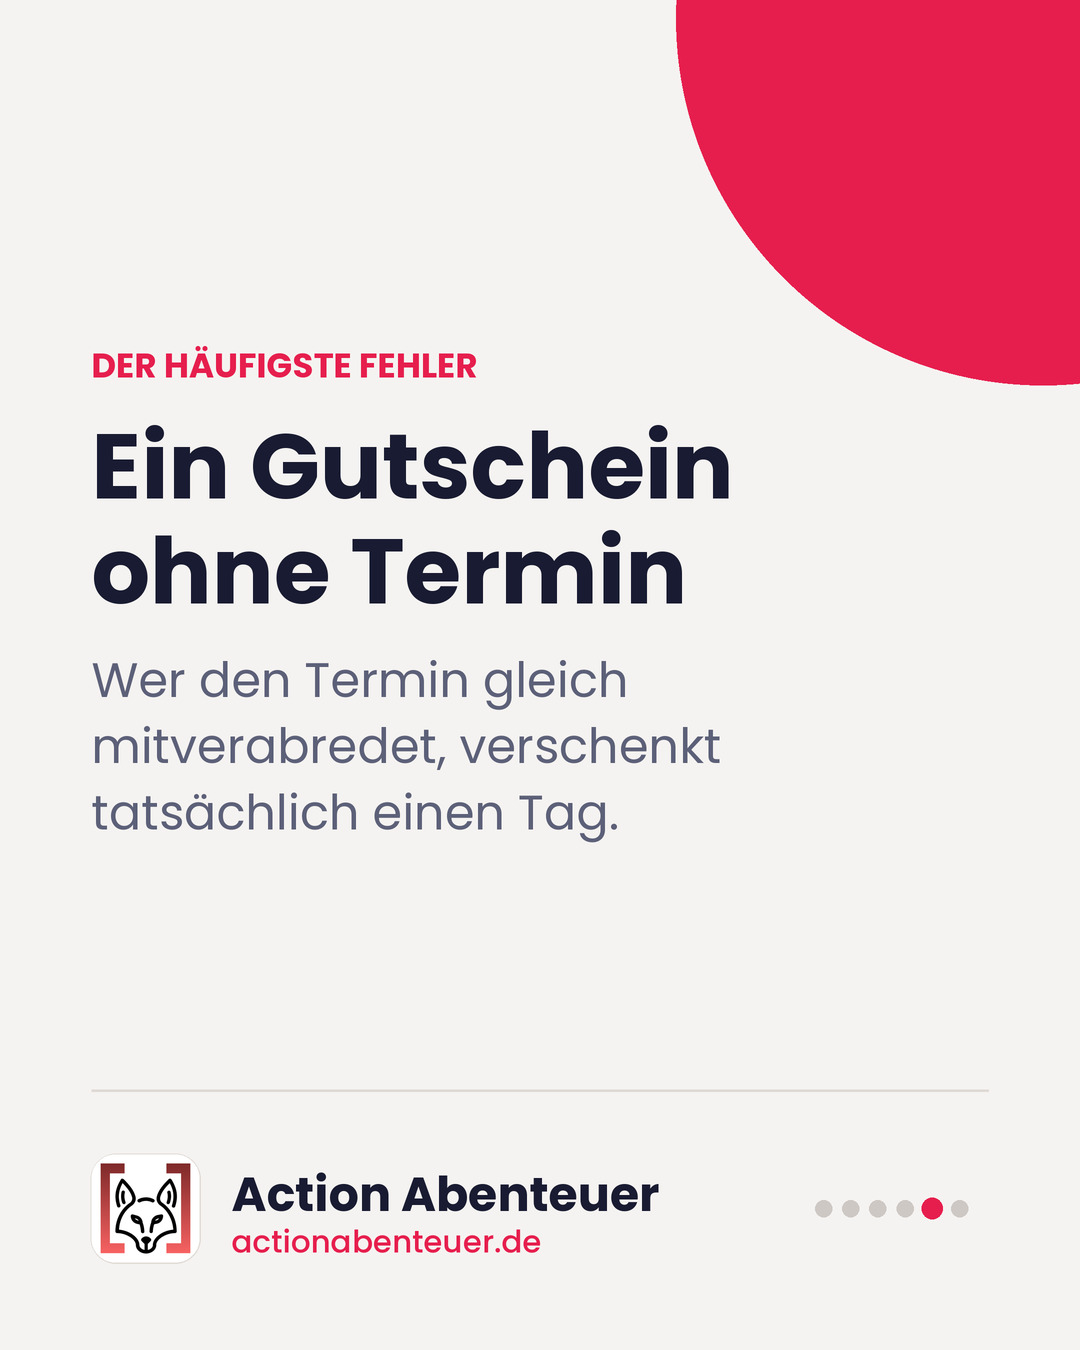 DER HÄUFIGSTE FEHLER
Ein Gutschein
ohne Termin
Wer den Termin gleich
mitverabredet, verschenkt
tatsächlich einen Tag.
Action Abenteuer
actionabenteuer.de